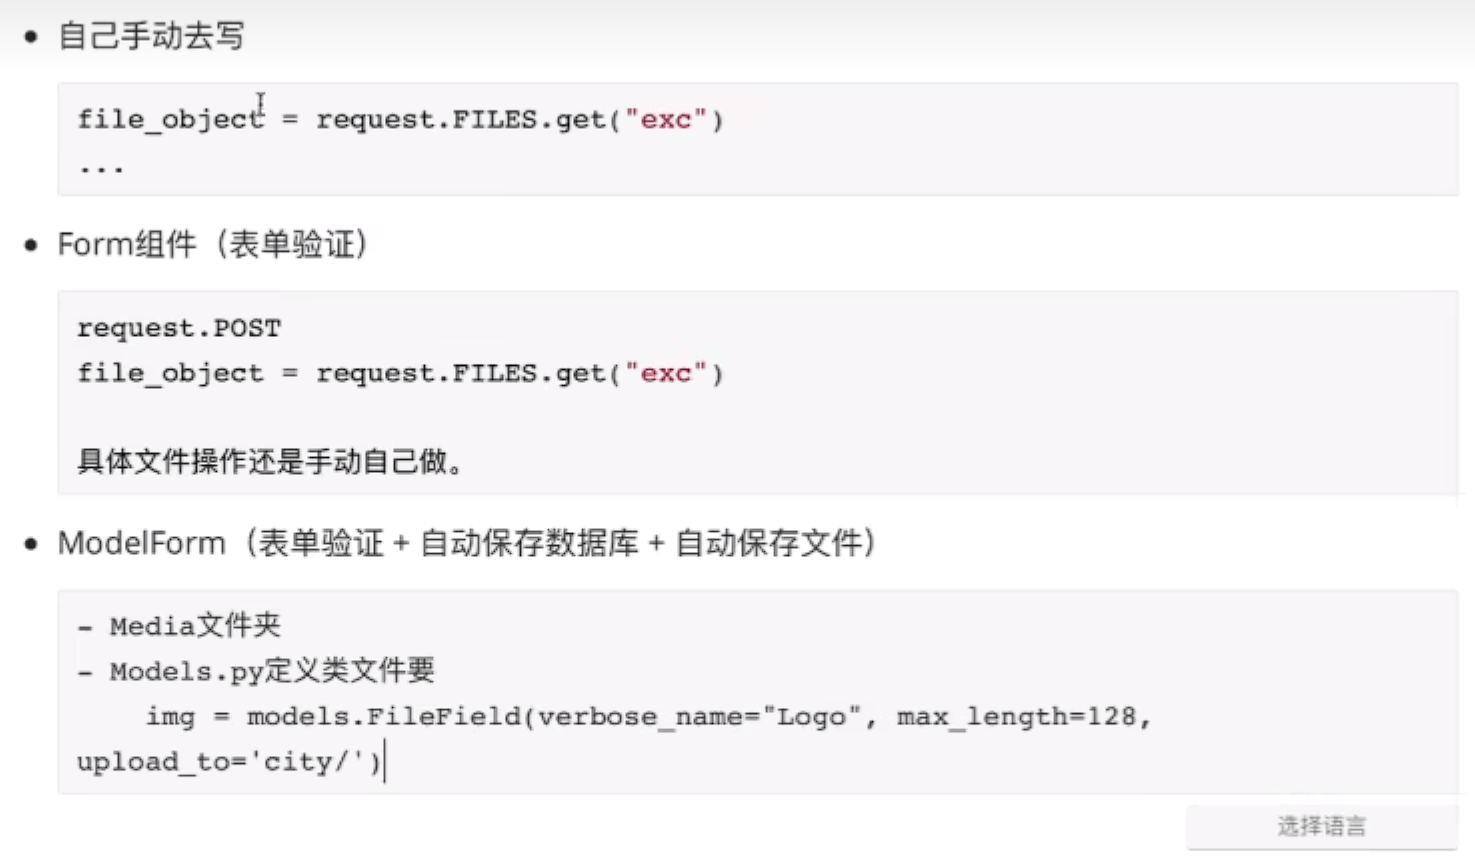 自己手动去写
file_object = request.FILES.get("exc")
...
Form组件（表单验证）
request.POST
file_object = request.FILES.get("exc")
具体文件操作还是手动自己做。
ModelForm（表单验证 + 自动保存数据库 + 自动保存文件）
- Media文件夹
- Models.py定义类文件要
img = models.FileField(verbose_name="Logo", max_length=128,
upload_to='city/')
选择语言